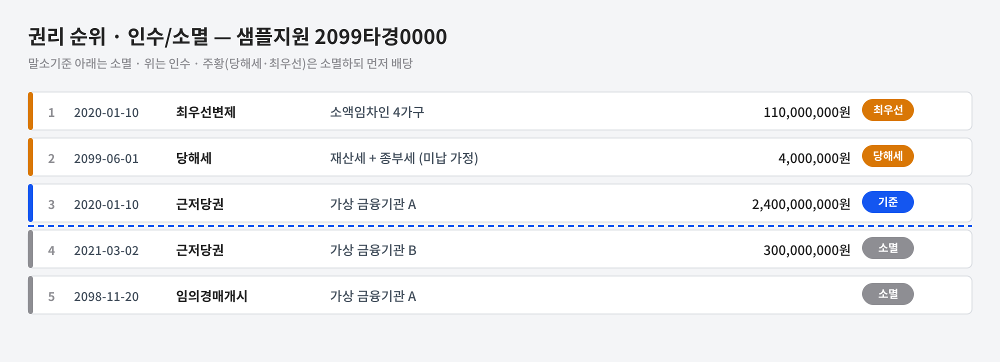 권리 순위 · 인수/소멸 — 샘플지원 2099타경0000
말소기준 아래는 소멸 · 위는 인수 · 주황(당해세·최우선)은 소멸하되 먼저 배당
1 2020-01-10 최우선변제 소액임차인 4가구 110,000,000원 최우선
2 2099-06-01 당해세 재산세 + 종부세 (미납 가정) 4,000,000원 당해세
3 2020-01-10 근저당권 가상 금융기관 A 2,400,000,000원 기준
4 2021-03-02 근저당권 가상 금융기관 B 300,000,000원 소멸
5 2098-11-20 임의경매개시 가상 금융기관 A 소멸